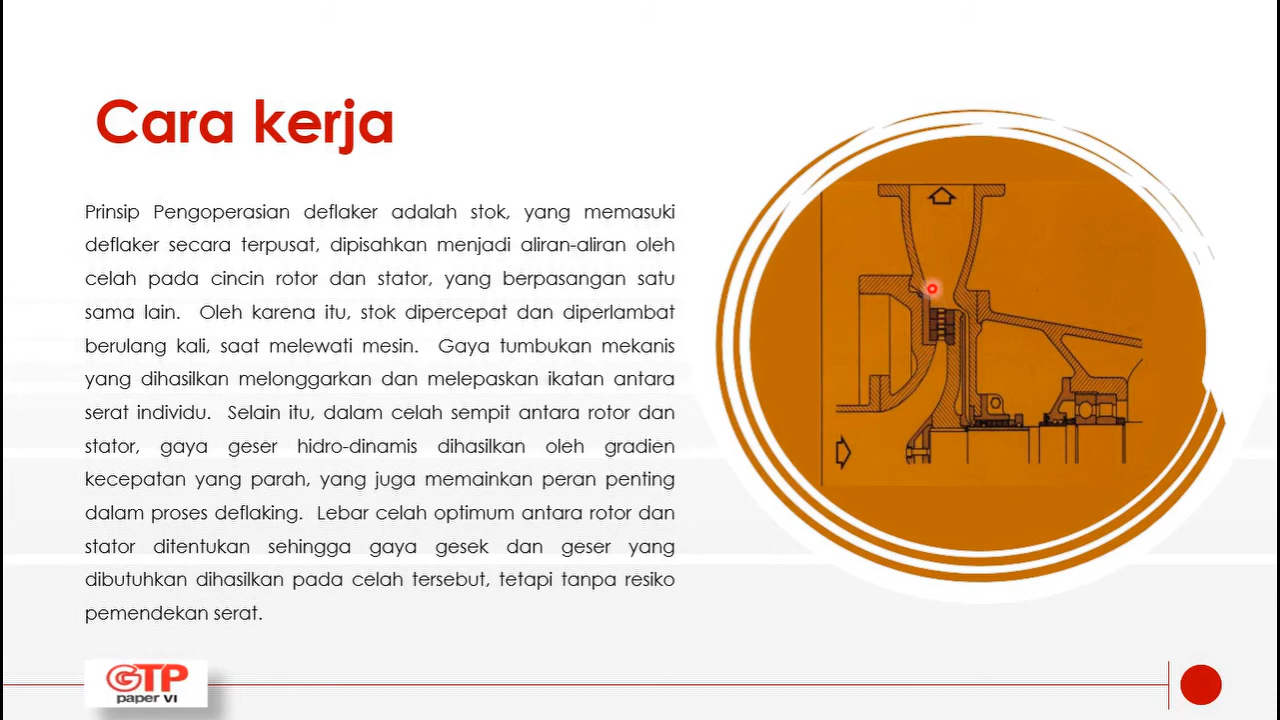 Cara kerja
Prinsip Pengoperasian deflaker adalah stok, yang memasuki
deflaker secara terpusat, dipisahkan menjadi aliran-aliran oleh
celah pada cincin rotor dan stator, yang berpasangan satu
sama lain. Oleh karena itu, stok dipercepat dan diperlambat
berulang kali, saat melewati mesin. Gaya tumbukan mekanis
yang dihasilkan melonggarkan dan melepaskan ikatan antara
serat individu. Selain itu, dalam celah sempit antara rotor dan
stator, gaya geser hidro-dinamis dihasilkan oleh gradien
kecepatan yang parah, yang juga memainkan peran penting
dalam proses deflaking. Lebar celah optimum antara rotor dan
stator ditentukan sehingga gaya gesek dan geser yang
dibutuhkan dihasilkan pada celah tersebut, tetapi tanpa resiko
pemendekan serat.
GTP
paper VI